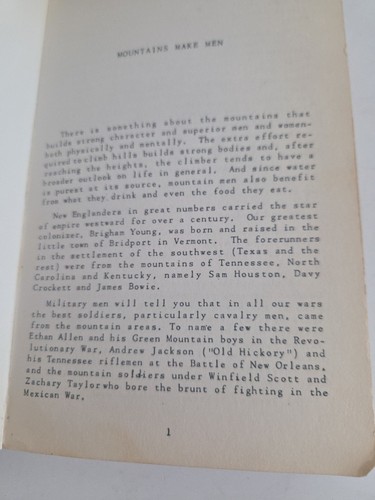 MOUNTAINS MAKE MEN
There is something about the mountains that
builds strong character and superior men and women-
both physically and mentally. The extra effort re-
quired to climb hills builds strong bodies and, after
reaching the heights, the climber tends to have a
broader outlook on life in general. And since water
is purest at its source, mountain men also benefit
from what they drink and even the food they eat.
New Englanders in great numbers carried the star
of empire westward for over a century. Our greatest
colonizer, Brigham Young, was born and raised in the
little town of Bridport in Vermont. The forerunners
in the settlement of the southwest (Texas and the
rest) were from the mountains of Tennessee, North
Carolina and Kentucky, namely Sam Houston, Davy
Crockett and James Bowie.
Military men will tell you that in all our wars
the best soldiers, particularly cavalry men, came
from the mountain areas. To name a few there were
Ethan Allen and his Green Mountain boys in the Revo-
lutionary War, Andrew Jackson ("Old Hickory") and
his Tennessee riflemen at the Battle of New Orleans,
and the mountain soldiers under Winfield Scott and
Zachary Taylor who bore the brunt of fighting in the
Mexican War.
1